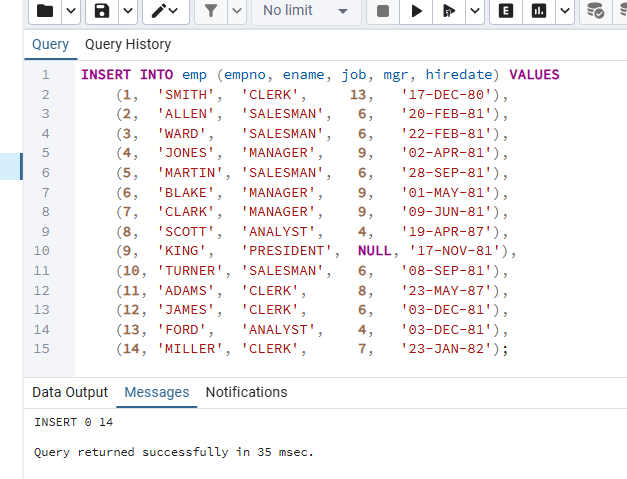 No limit
Query Query History
1 INSERT INTO emp (empno, ename, job, mgr, hiredate) VALUES
2 (1, 'SMITH', 'CLERK', 13, '17-DEC-80'),
3 (2, 'ALLEN', 'SALESMAN', 6, '20-FEB-81'),
4 (3, 'WARD', 'SALESMAN', 6, '22-FEB-81'),
5 (4, 'JONES', 'MANAGER', 9, '02-APR-81'),
6 (5, 'MARTIN', 'SALESMAN', 6, '28-SEP-81'),
7 (6, 'BLAKE', 'MANAGER', 9, '01-MAY-81'),
8 (7, 'CLARK', 'MANAGER', 9, '09-JUN-81'),
9 (8, 'SCOTT', 'ANALYST', 4, '19-APR-87'),
10 (9, 'KING', 'PRESIDENT', NULL, '17-NOV-81'),
11 (10, 'TURNER', 'SALESMAN', 6, '08-SEP-81'),
12 (11, 'ADAMS', 'CLERK', 8, '23-MAY-87'),
13 (12, 'JAMES', 'CLERK', 6, '03-DEC-81'),
14 (13, 'FORD', 'ANALYST', 4, '03-DEC-81'),
15 (14, 'MILLER', 'CLERK', 7, '23-JAN-82');
Data Output Messages Notifications
INSERT 0 14
Query returned successfully in 35 msec.